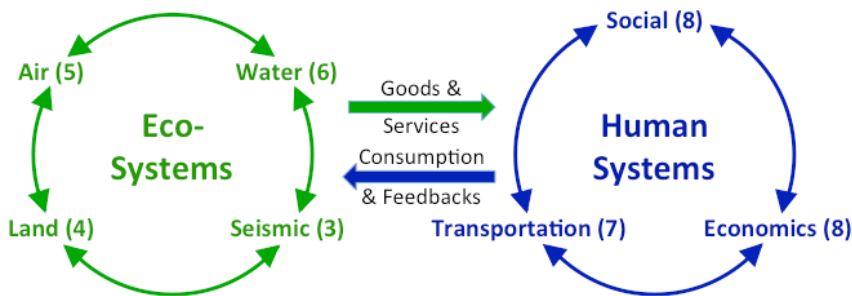 Social (8)
Air (5)
Water (6)
Goods &
Services
Eco-
Systems
Human
Systems
Consumption
& Feedbacks
Land (4)
Seismic (3)
Transportation (7)
Economics (8)